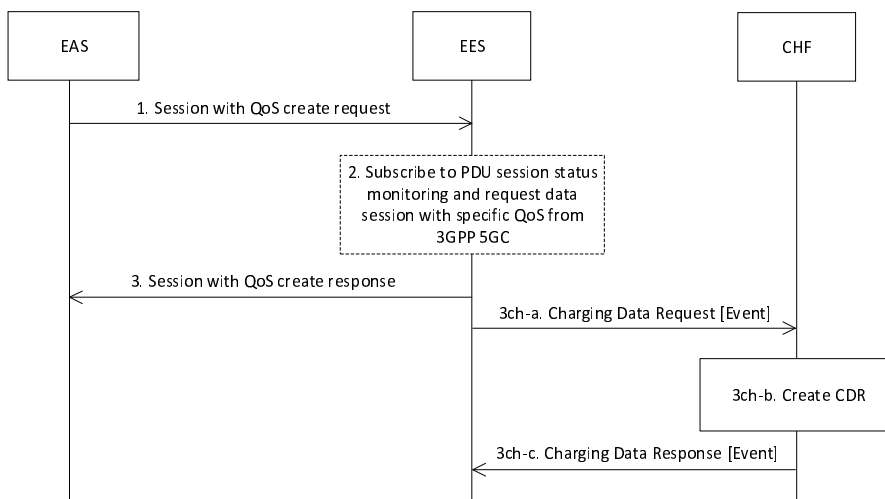 EAS
EES
CHF
1. Session with QoS create request
2. Subscribe to PDU session status
monitoring and request data
session with specific QoS from
3GPP 5GC
3. Session with QoS create response
3ch-a. Charging Data Request [Event]
3ch-b. Create CDR
3ch-c. Charging Data Response [Event]